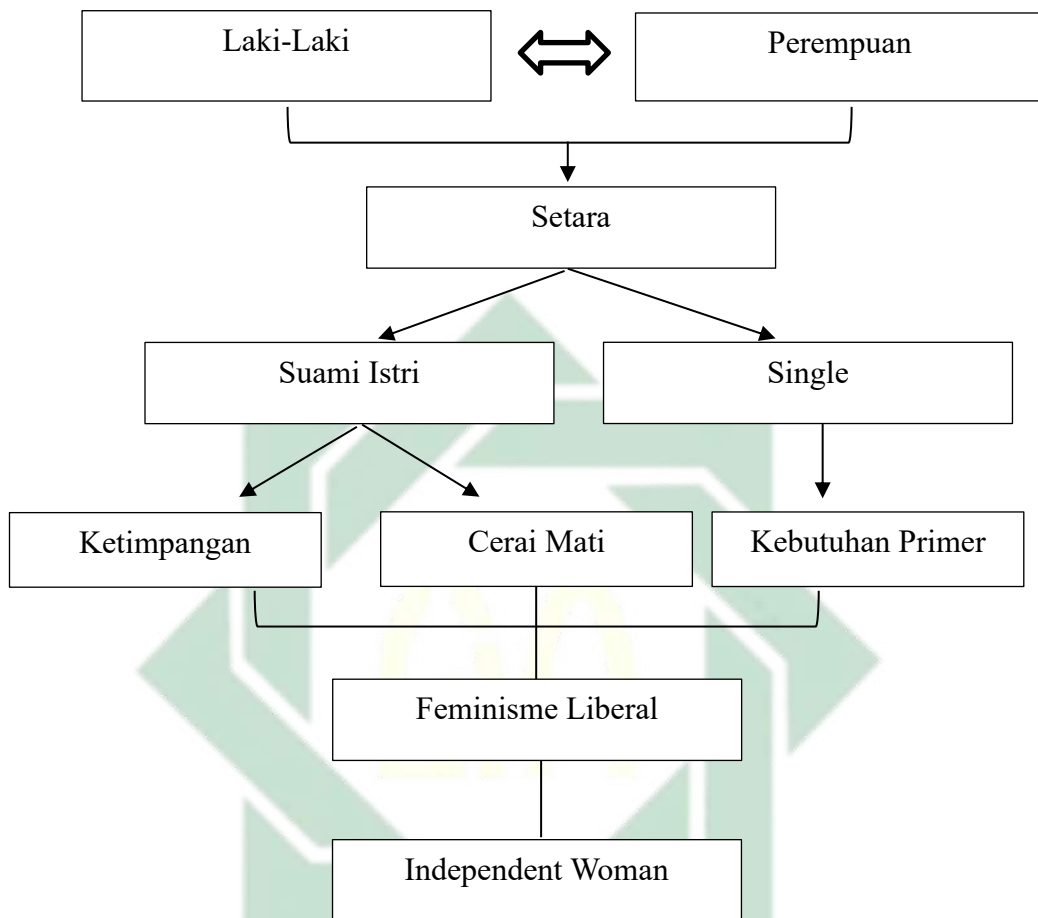 Laki-Laki
Perempuan
Setara
Suami Istri
Single
Ketimpangan
Cerai Mati
Kebutuhan Primer
Feminisme Liberal
Independent Woman